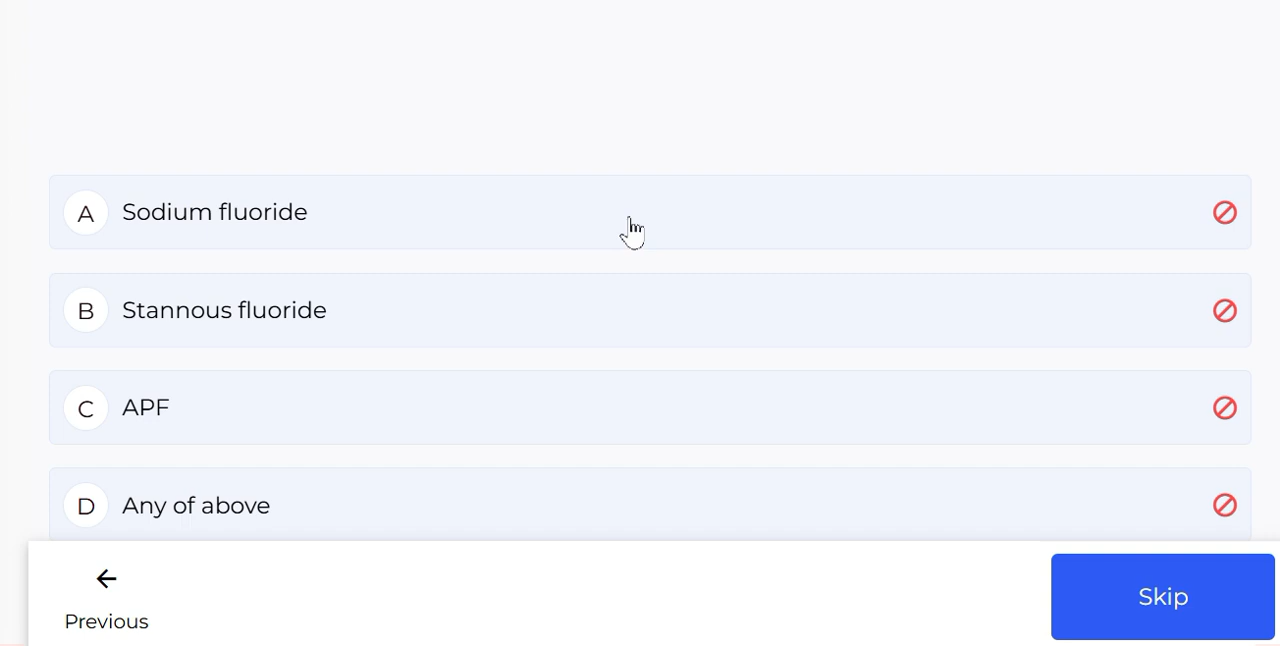 A Sodium fluoride
B Stannous fluoride
C APF
D Any of above
Previous
Skip